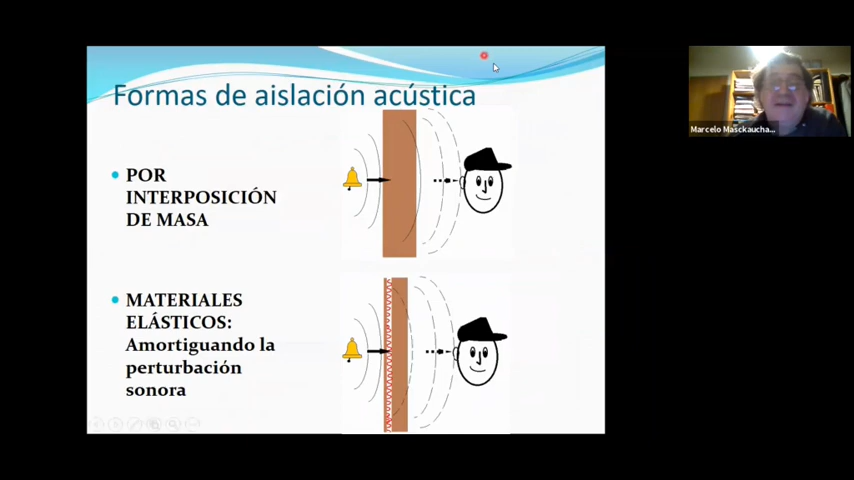 Formas de aislación acústica
POR
INTERPOSICIÓN
DE MASA
MATERIALES
ELÁSTICOS:
Amortiguando la
perturbación
sonora
Marcelo Masckaucha...